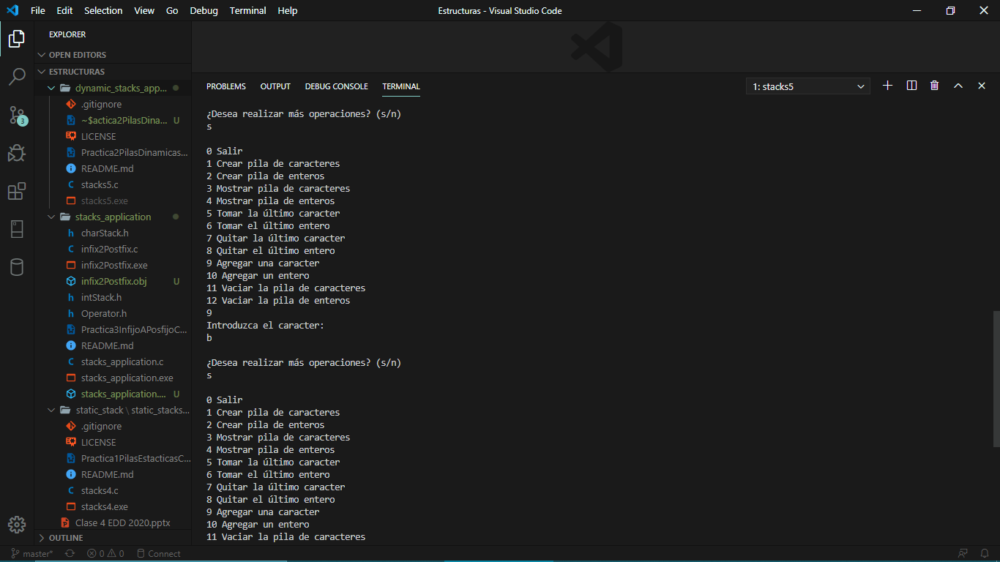 File Edit Selection View Go Debug Terminal Help
Estructuras - Visual Studio Code
EXPLORER
OPEN EDITORS
ESTRUCTURAS
dynamic_stacks_app...
.gitignore
~$actica2PilasDina... U
LICENSE
Practica2PilasDinamicas...
README.md
stacks5.c
stacks5.exe
stacks_application
charStack.h
infix2Postfix.c
infix2Postfix.exe
infix2Postfix.obj U
intStack.h
Operator.h
Practica3InfijoAPosfijoC...
README.md
stacks_application.c
stacks_application.exe
stacks_application.... U
static_stack \ static_stacks...
.gitignore
LICENSE
Practica1PilasEstacticasC...
README.md
stacks4.c
stacks4.exe
Clase 4 EDD 2020.pptx
OUTLINE
3
PROBLEMS OUTPUT DEBUG CONSOLE TERMINAL
1: stacks5
¿Desea realizar más operaciones? (s/n)
s
0 Salir
1 Crear pila de caracteres
2 Crear pila de enteros
3 Mostrar pila de caracteres
4 Mostrar pila de enteros
5 Tomar la último caracter
6 Tomar el último entero
7 Quitar la último caracter
8 Quitar el último entero
9 Agregar una caracter
10 Agregar un entero
11 Vaciar la pila de caracteres
12 Vaciar la pila de enteros
9
Introduzca el caracter:
b
¿Desea realizar más operaciones? (s/n)
s
0 Salir
1 Crear pila de caracteres
2 Crear pila de enteros
3 Mostrar pila de caracteres
4 Mostrar pila de enteros
5 Tomar la último caracter
6 Tomar el último entero
7 Quitar la último caracter
8 Quitar el último entero
9 Agregar una caracter
10 Agregar un entero
11 Vaciar la pila de caracteres
master* 0 0 Connect